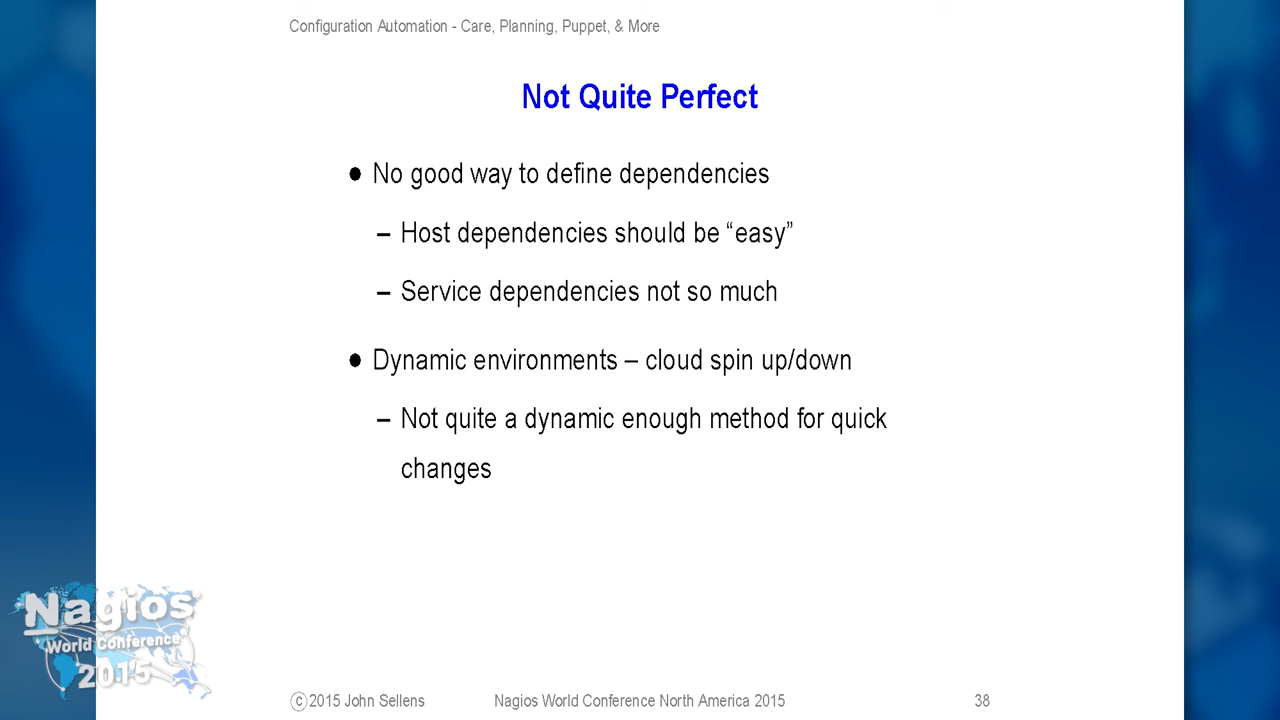 Configuration Automation - Care, Planning, Puppet, & More
Not Quite Perfect
● No good way to define dependencies
– Host dependencies should be “easy”
– Service dependencies not so much
● Dynamic environments – cloud spin up/down
– Not quite a dynamic enough method for quick
changes
Nagios
World Conference
2015
©2015 John Sellens
Nagios World Conference North America 2015
38